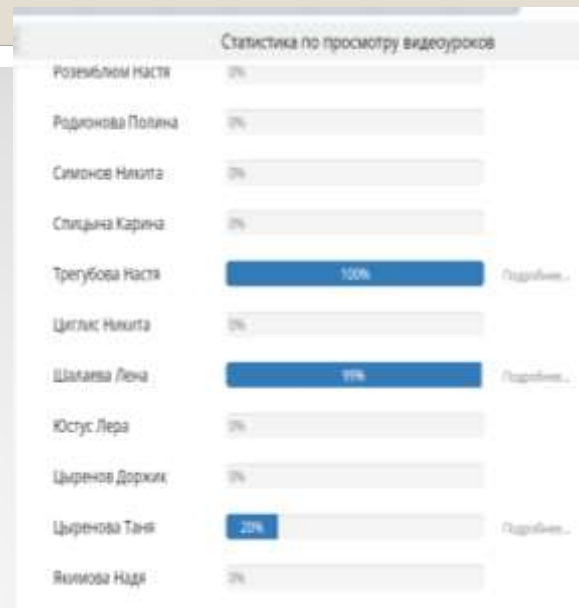 Статистика по просмотру видеоуроков
Розенблюм Настя 0%
Родионова Полина 0%
Симонов Никита 0%
Спицына Карина 0%
Трегубова Настя 100% Подробнее...
Циглис Никита 0%
Шалаева Лена 99% Подробнее...
Юстус Лера 0%
Цыренов Доржик 0%
Цыренова Таня 20% Подробнее...
Якимова Надя 0%